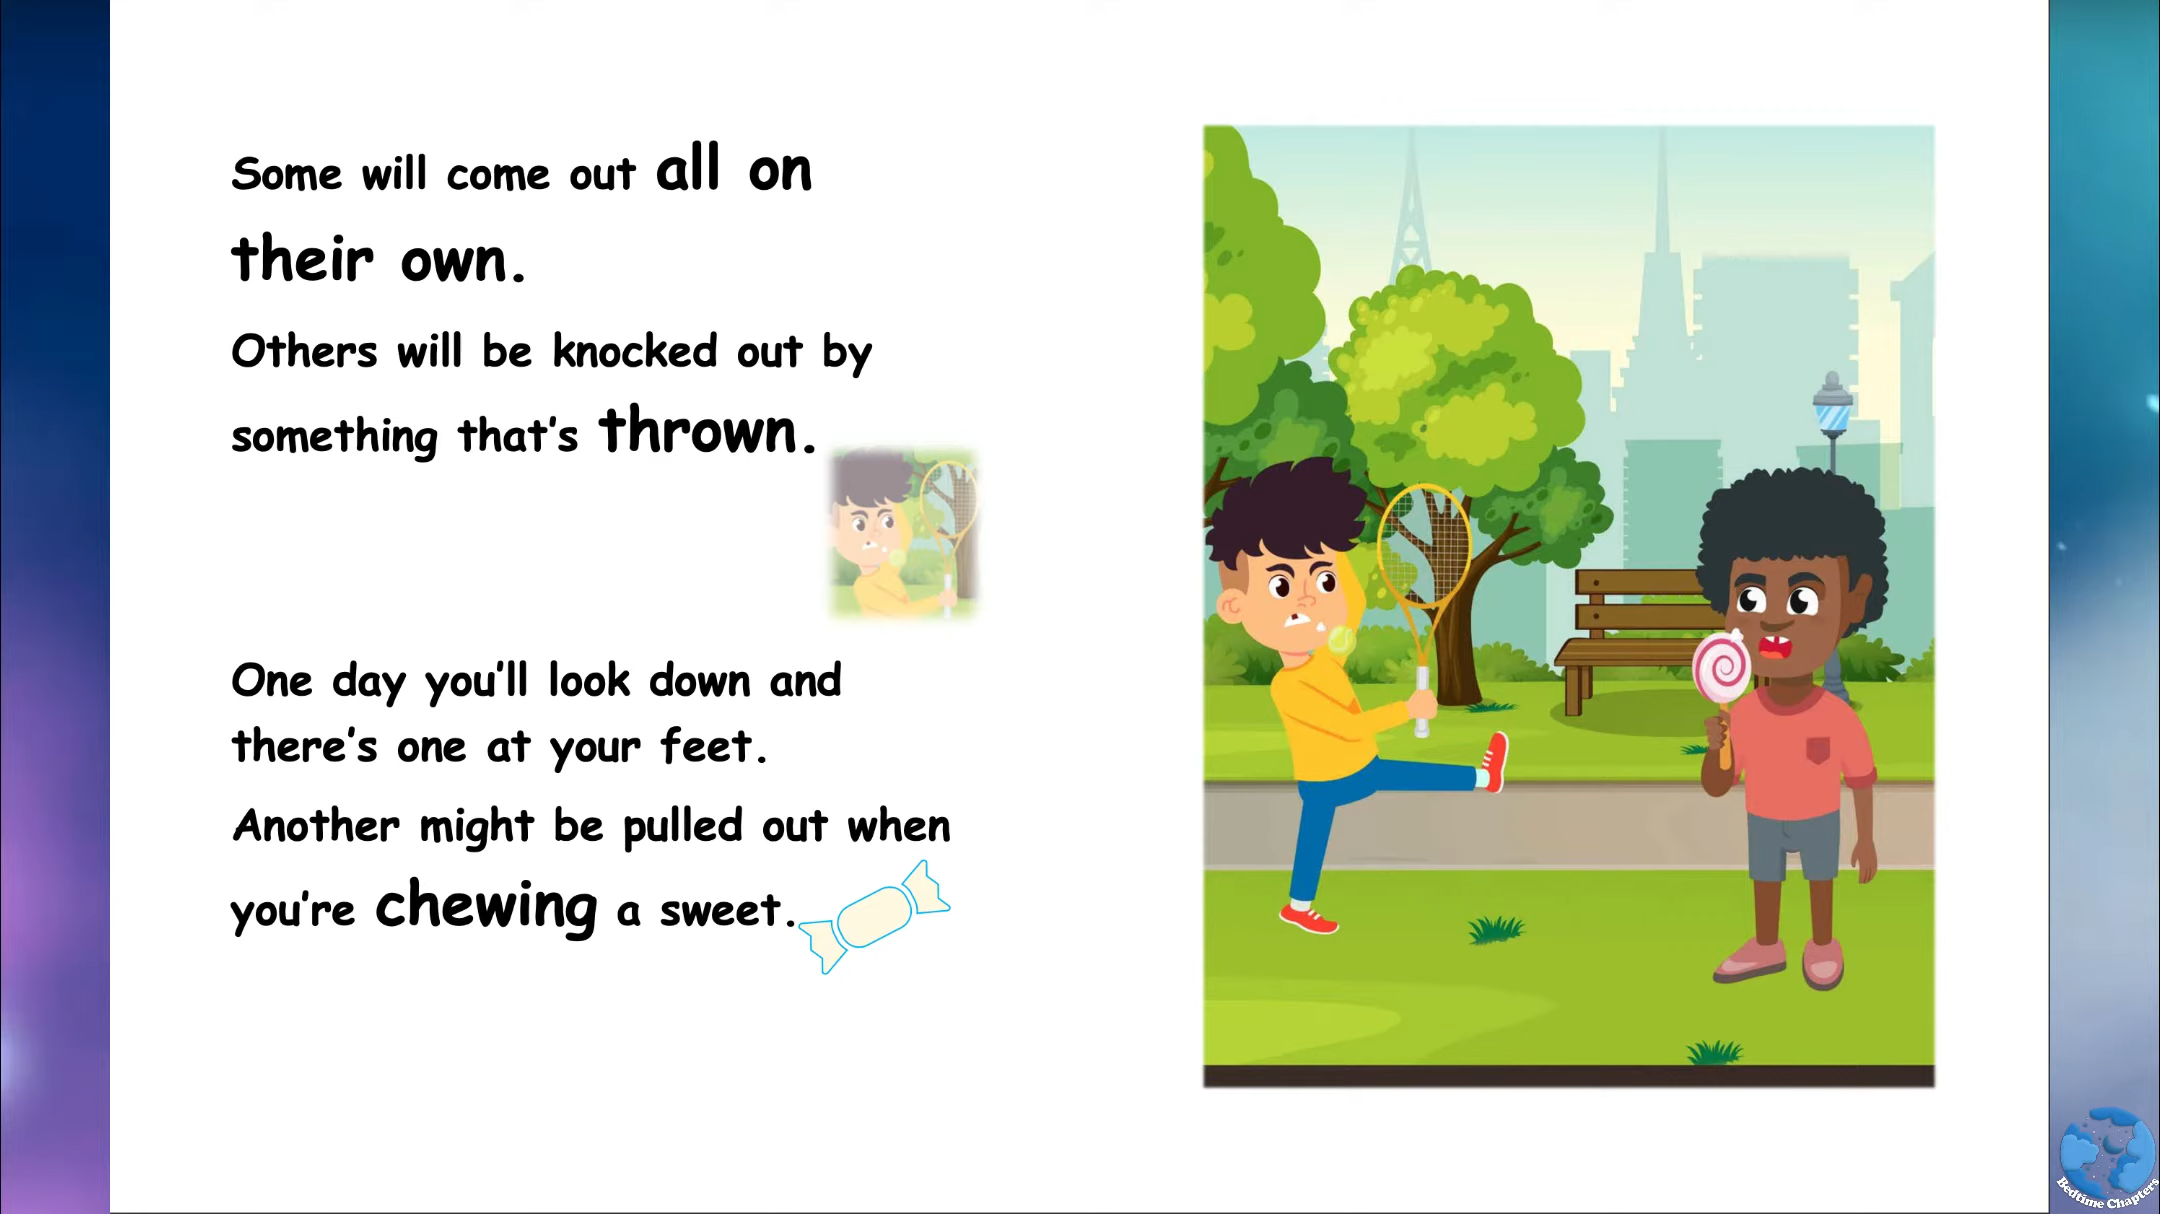 Some will come out all on
their own.
Others will be knocked out by
something that's thrown.
One day you'll look down and
there's one at your feet.
Another might be pulled out when
you're chewing a sweet.
Bedtime Chapters